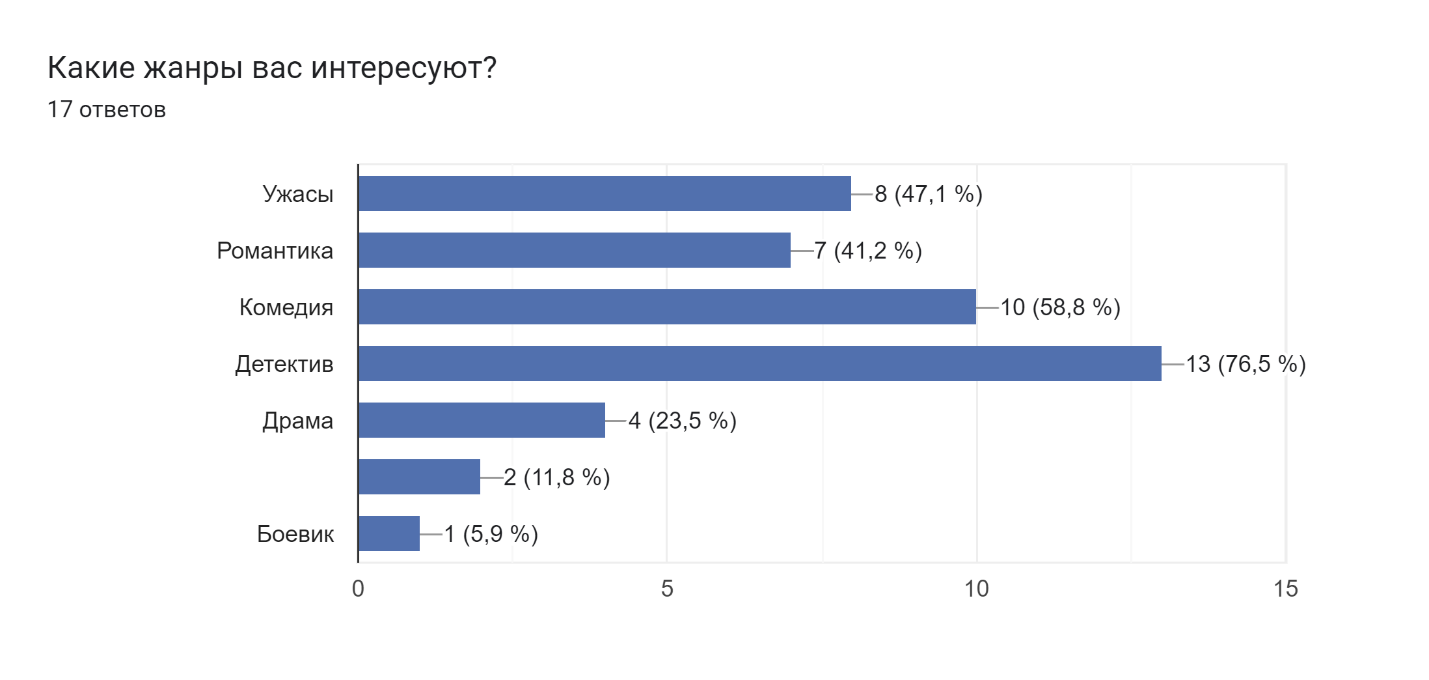 Какие жанры вас интересуют?
17 ответов
Ужасы 8 (47,1 %)
Романтика 7 (41,2 %)
Комедия 10 (58,8 %)
Детектив 13 (76,5 %)
Драма 4 (23,5 %)
2 (11,8 %)
Боевик 1 (5,9 %)
0 5 10 15